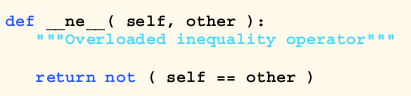 def __ne__( self, other ):
"""Overloaded inequality operator"""
return not ( self == other )